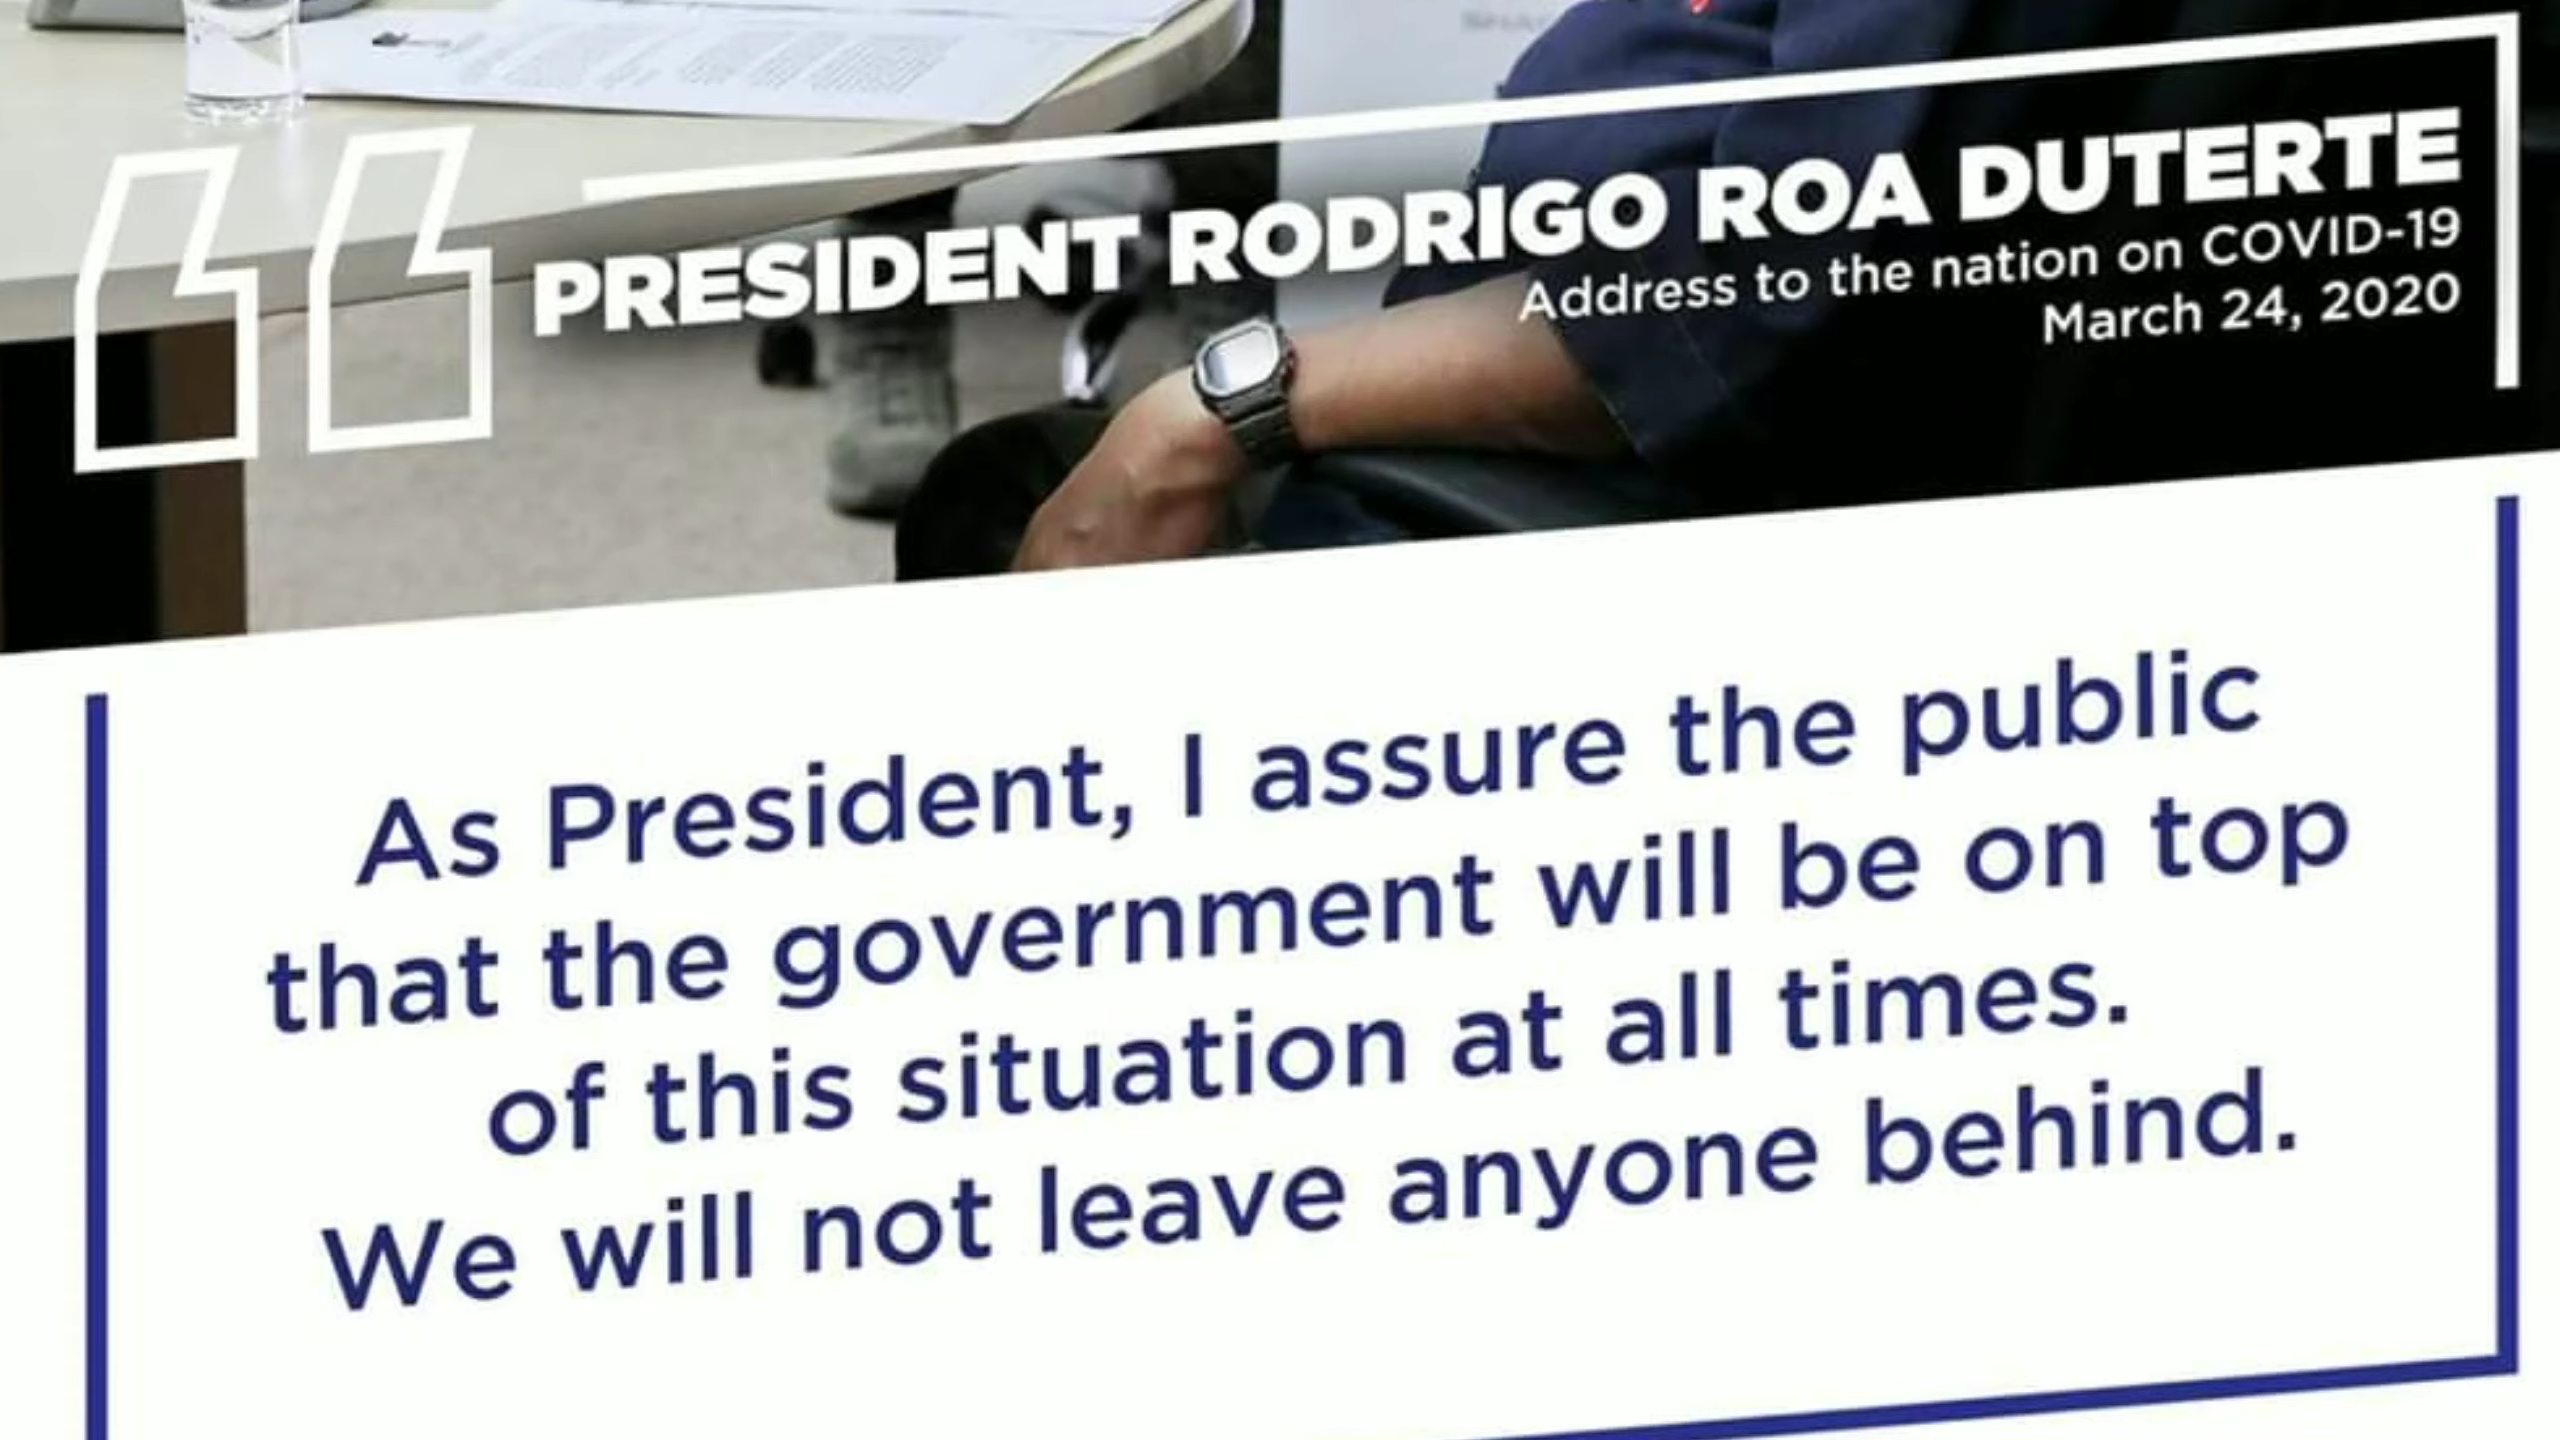 PRESIDENT RODRIGO ROA DUTERTE
Address to the nation on COVID-19
March 24, 2020
As President, I assure the public
that the government will be on top
of this situation at all times.
We will not leave anyone behind.